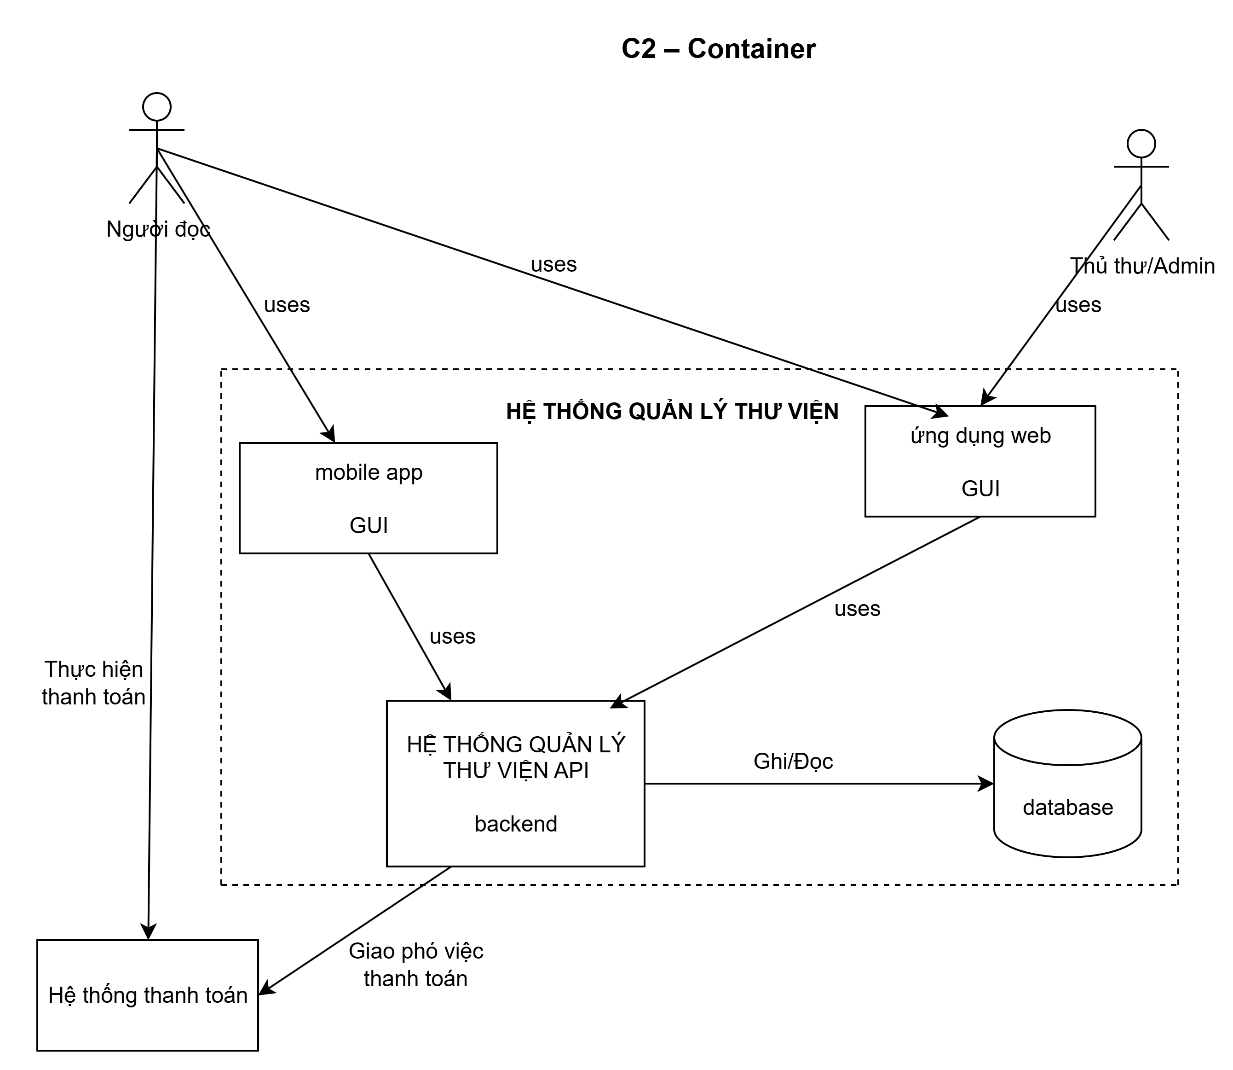 C2 – Container
Người đọc
Thủ thư/Admin
uses
uses
uses
HỆ THỐNG QUẢN LÝ THƯ VIỆN
mobile app
GUI
ứng dụng web
GUI
uses
uses
Thực hiện
thanh toán
HỆ THỐNG QUẢN LÝ
THƯ VIỆN API
backend
Ghi/Đọc
database
Giao phó việc
thanh toán
Hệ thống thanh toán